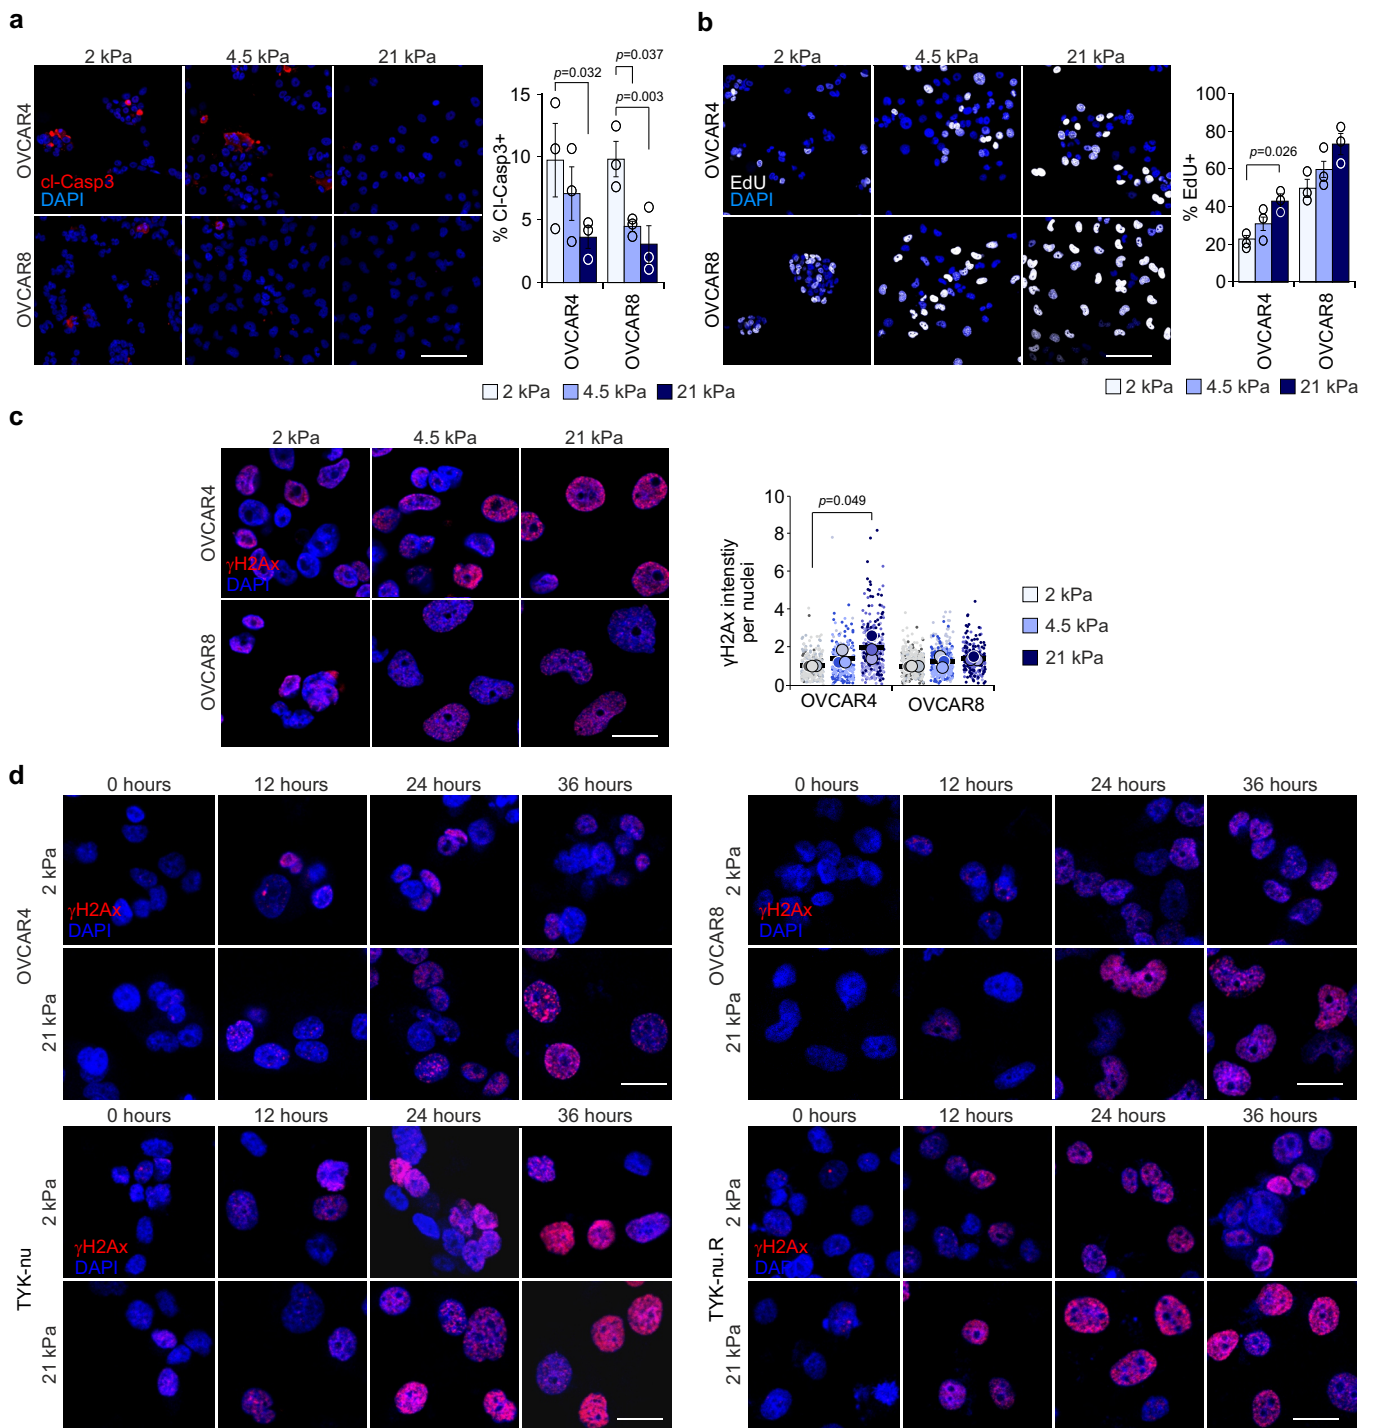 a
2 kPa 4.5 kPa 21 kPa
OVCAR4
OVCAR8
cl-Casp3
DAPI
p=0.037
p=0.032
p=0.003
% Cl-Casp3+
15
10
5
0
OVCAR4
OVCAR8
2 kPa 4.5 kPa 21 kPa
b
2 kPa 4.5 kPa 21 kPa
OVCAR4
OVCAR8
EdU
DAPI
p=0.026
% EdU+
100
80
60
40
20
0
OVCAR4
OVCAR8
2 kPa 4.5 kPa 21 kPa
c
2 kPa 4.5 kPa 21 kPa
OVCAR4
OVCAR8
γH2Ax
DAPI
p=0.049
γH2Ax intenstiy
per nuclei
10
8
6
4
2
0
OVCAR4 OVCAR8
2 kPa
4.5 kPa
21 kPa
d
0 hours 12 hours 24 hours 36 hours
OVCAR4
2 kPa
21 kPa
γH2Ax
DAPI
0 hours 12 hours 24 hours 36 hours
OVCAR8
2 kPa
21 kPa
γH2Ax
DAPI
0 hours 12 hours 24 hours 36 hours
TYK-nu
2 kPa
21 kPa
γH2Ax
DAPI
0 hours 12 hours 24 hours 36 hours
TYK-nu.R
2 kPa
21 kPa
γH2Ax
DAPI